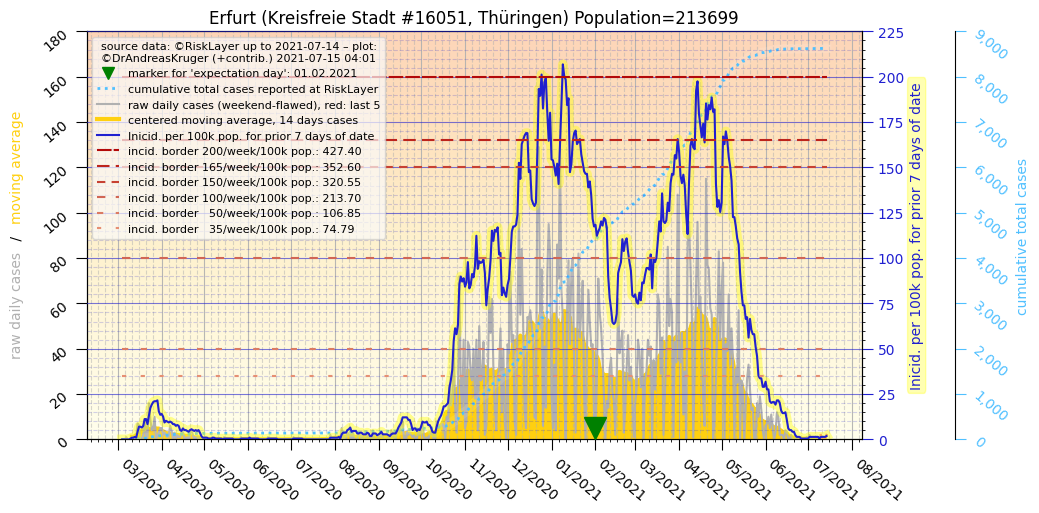 Erfurt (Kreisfreie Stadt #16051, Thüringen) Population=213699
source data: ©RiskLayer up to 2021-07-14 – plot:
©DrAndreasKruger (+contrib.) 2021-07-15 04:01
marker for 'expectation day': 01.02.2021
cumulative total cases reported at RiskLayer
raw daily cases (weekend-flawed), red: last 5
centered moving average, 14 days cases
Inicid. per 100k pop. for prior 7 days of date
incid. border 200/week/100k pop.: 427.40
incid. border 165/week/100k pop.: 352.60
incid. border 150/week/100k pop.: 320.55
incid. border 100/week/100k pop.: 213.70
incid. border   50/week/100k pop.: 106.85
incid. border   35/week/100k pop.: 74.79
raw daily cases / moving average
180
160
140
120
100
80
60
40
20
0
225
200
175
150
125
100
75
50
25
0
Inicid. per 100k pop. for prior 7 days of date
9,000
8,000
7,000
6,000
5,000
4,000
3,000
2,000
1,000
0
cumulative total cases
03/2020
04/2020
05/2020
06/2020
07/2020
08/2020
09/2020
10/2020
11/2020
12/2020
01/2021
02/2021
03/2021
04/2021
05/2021
06/2021
07/2021
08/2021